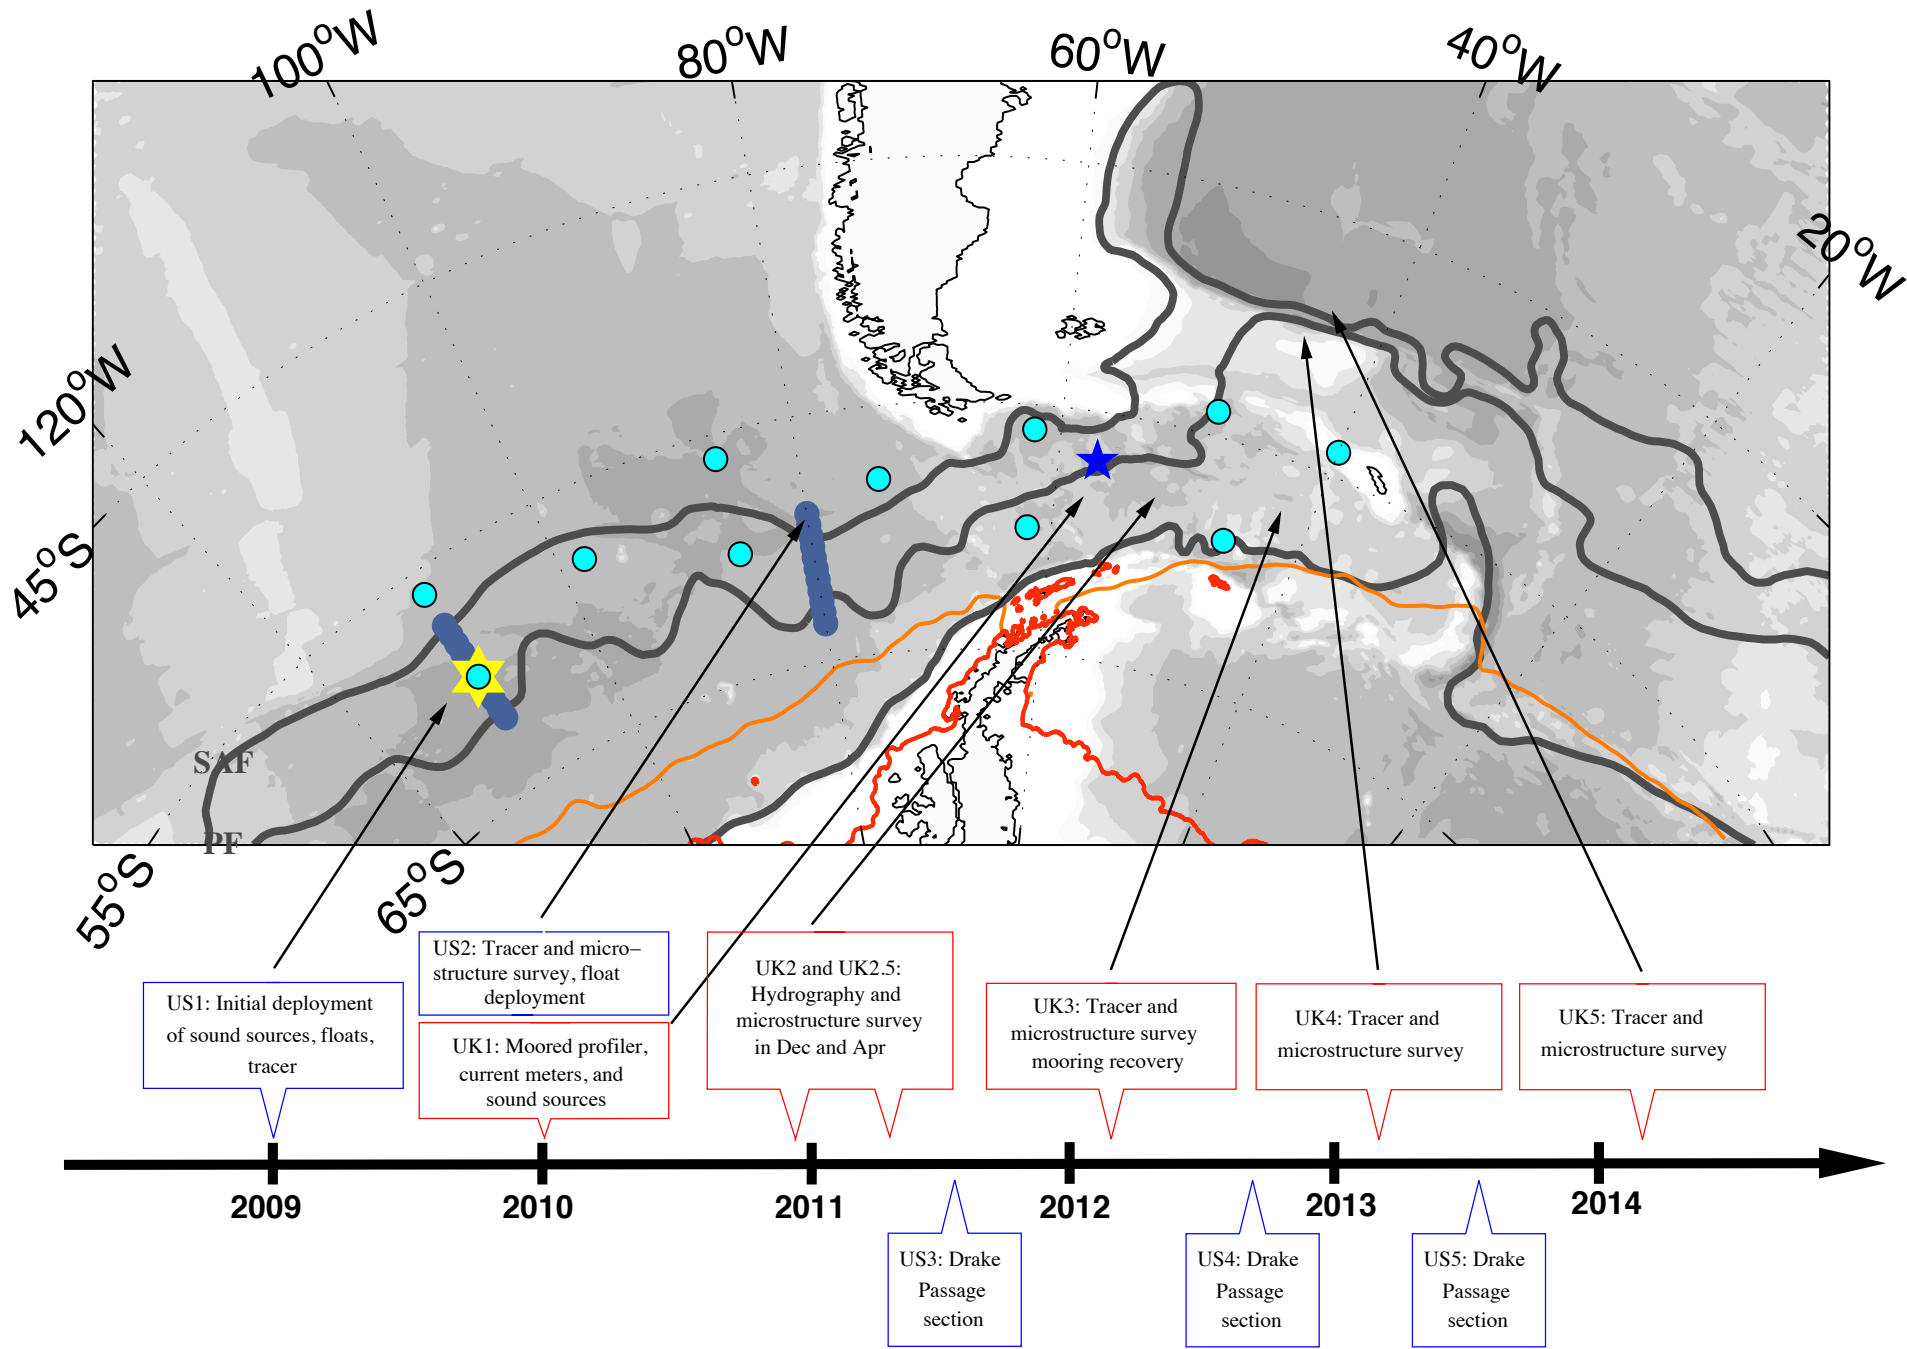 100°W
80°W
60°W
40°W
20°W
120°W
45°S
55°S
65°S
SAF
PF
US1: Initial deployment
of sound sources, floats,
tracer
US2: Tracer and micro–
structure survey, float
deployment
UK1: Moored profiler,
current meters, and
sound sources
UK2 and UK2.5:
Hydrography and
microstructure survey
in Dec and Apr
UK3: Tracer and
microstructure survey
mooring recovery
UK4: Tracer and
microstructure survey
UK5: Tracer and
microstructure survey
2009
2010
2011
2012
2013
2014
US3: Drake
Passage
section
US4: Drake
Passage
section
US5: Drake
Passage
section